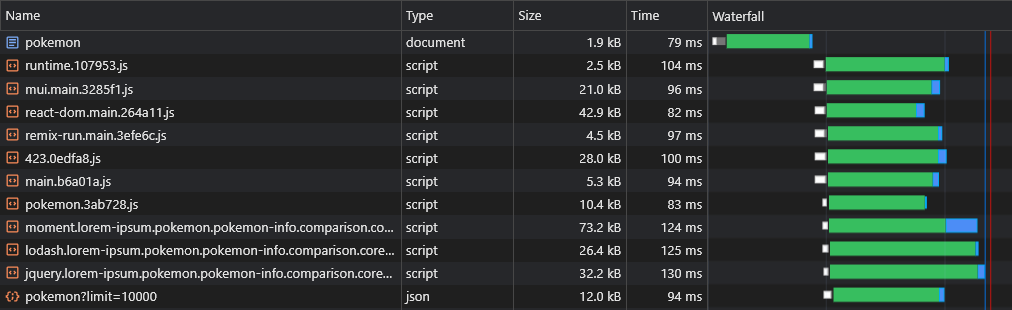 Name Type Size Time Waterfall
pokemon document 1.9 kB 79 ms
runtime.107953.js script 2.5 kB 104 ms
mui.main.3285f1.js script 21.0 kB 96 ms
react-dom.main.264a11.js script 42.9 kB 82 ms
remix-run.main.3efe6c.js script 4.5 kB 97 ms
423.0edfa8.js script 28.0 kB 100 ms
main.b6a01a.js script 5.3 kB 94 ms
pokemon.3ab728.js script 10.4 kB 83 ms
moment.lorem-ipsum.pokemon.pokemon-info.comparison.co... script 73.2 kB 124 ms
lodash.lorem-ipsum.pokemon.pokemon-info.comparison.core... script 26.4 kB 125 ms
jquery.lorem-ipsum.pokemon.pokemon-info.comparison.core... script 32.2 kB 130 ms
pokemon?limit=10000 json 12.0 kB 94 ms